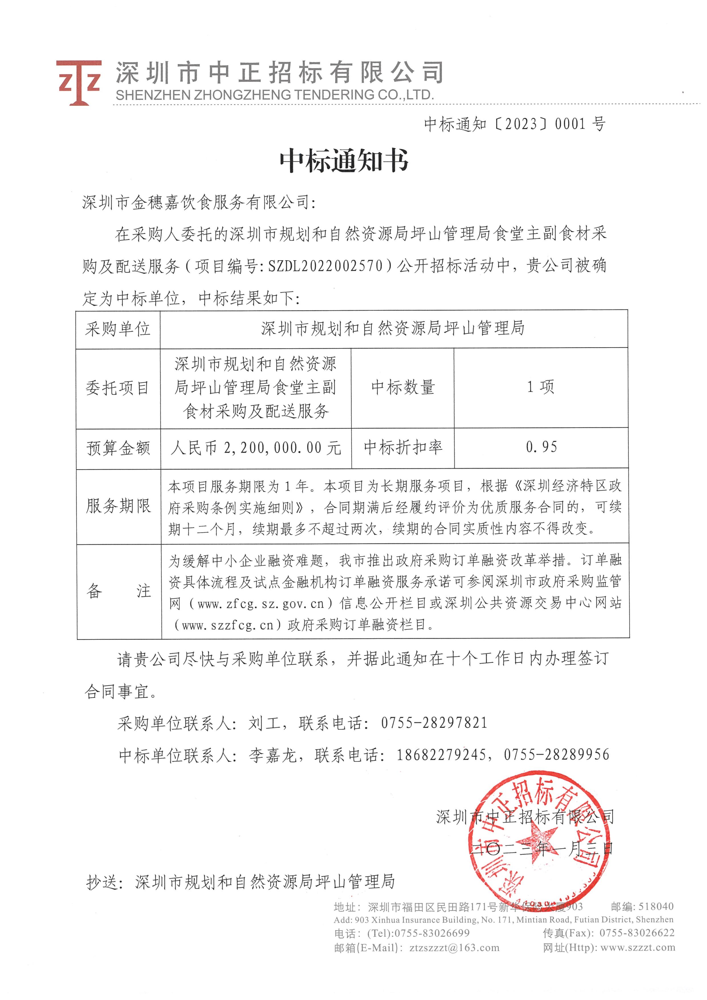 ZTZ
深圳市中正招标有限公司
SHENZHEN ZHONGZHENG TENDERING CO.,LTD.
中标通知〔2023〕0001 号
中标通知书
深圳市金穗嘉饮食服务有限公司：
在采购人委托的深圳市规划和自然资源局坪山管理局食堂主副食材采
购及配送服务（项目编号：SZDL2022002570）公开招标活动中，贵公司被确
定为中标单位，中标结果如下：
采购单位 深圳市规划和自然资源局坪山管理局
委托项目 深圳市规划和自然资源
局坪山管理局食堂主副
食材采购及配送服务 中标数量 1 项
预算金额 人民币 2,200,000.00 元 中标折扣率 0.95
服务期限 本项目服务期限为 1 年。本项目为长期服务项目，根据《深圳经济特区政
府采购条例实施细则》，合同期满后经履约评价为优质服务合同的，可续
期十二个月，续期最多不超过两次，续期的合同实质性内容不得改变。
备 注 为缓解中小企业融资难题，我市推出政府采购订单融资改革举措。订单融
资具体流程及试点金融机构订单融资服务承诺可参阅深圳市政府采购监管
网（www.zfcg.sz.gov.cn）信息公开栏目或深圳公共资源交易中心网站
（www.szzfcg.cn）政府采购订单融资栏目。
请贵公司尽快与采购单位联系，并据此通知在十个工作日内办理签订
合同事宜。
采购单位联系人：刘工，联系电话：0755-28297821
中标单位联系人：李嘉龙，联系电话：18682279245，0755-28289956
深圳市中正招标有限公司
深圳市中正招标有限公司
二〇二三年一月三日
抄送：深圳市规划和自然资源局坪山管理局
地址：深圳市福田区民田路171号新华保险大厦903 邮编: 518040
Add: 903 Xinhua Insurance Building, No. 171, Mintian Road, Futian District, Shenzhen
电话：(Tel):0755-83026699 传真(Fax): 0755-83026622
邮箱(E-Mail)：ztzszzzt@163.com 网址(Http): www.szzzt.com